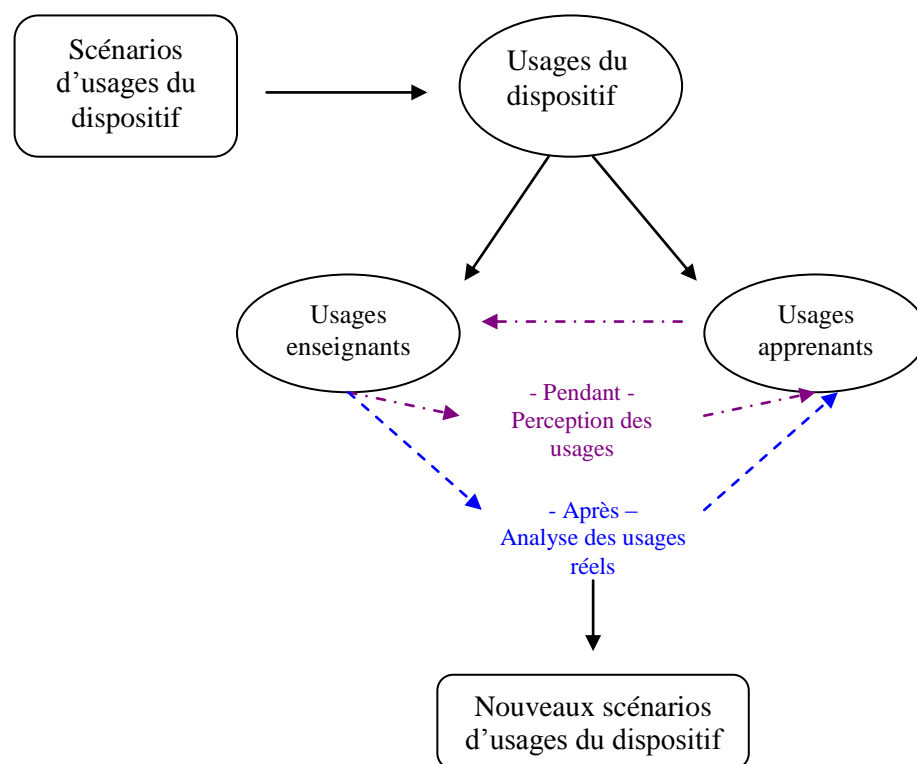 Scénarios
d’usages du
dispositif
Usages du
dispositif
Usages
enseignants
Usages
apprenants
- Pendant -
Perception des
usages
- Après –
Analyse des usages
réels
Nouveaux scénarios
d’usages du dispositif